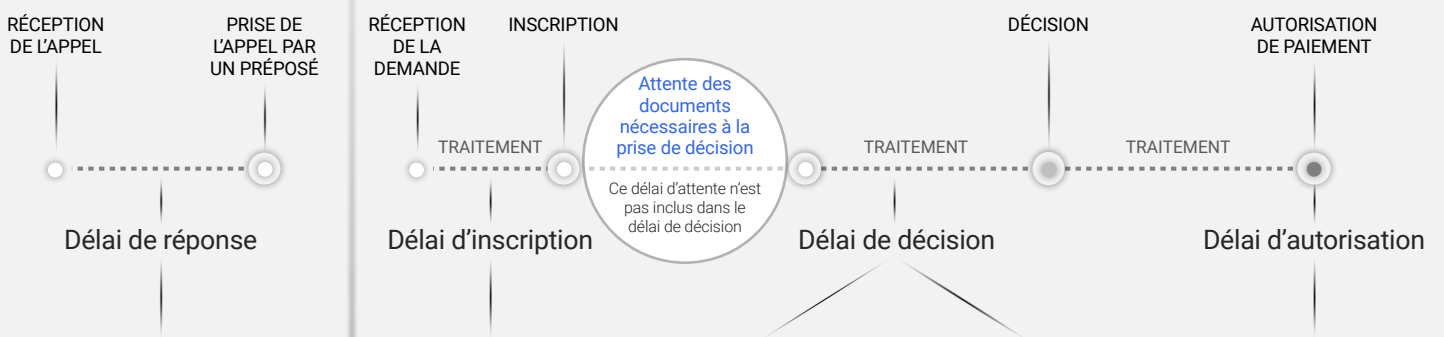 RÉCEPTION
DE L’APPEL
PRISE DE
L’APPEL PAR
UN PRÉPOSÉ
Délai de réponse
RÉCEPTION
DE LA
DEMANDE
INSCRIPTION
TRAITEMENT
Délai d’inscription
Attente des
documents
nécessaires à la
prise de décision
Ce délai d’attente n’est
pas inclus dans le
délai de décision
TRAITEMENT
Délai de décision
DÉCISION
TRAITEMENT
AUTORISATION
DE PAIEMENT
Délai d’autorisation